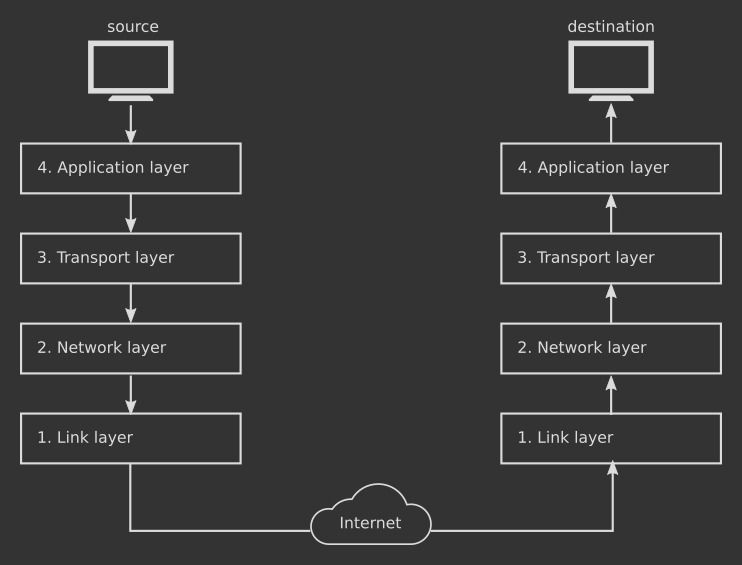 source
destination
4. Application layer
4. Application layer
3. Transport layer
3. Transport layer
2. Network layer
2. Network layer
1. Link layer
1. Link layer
Internet